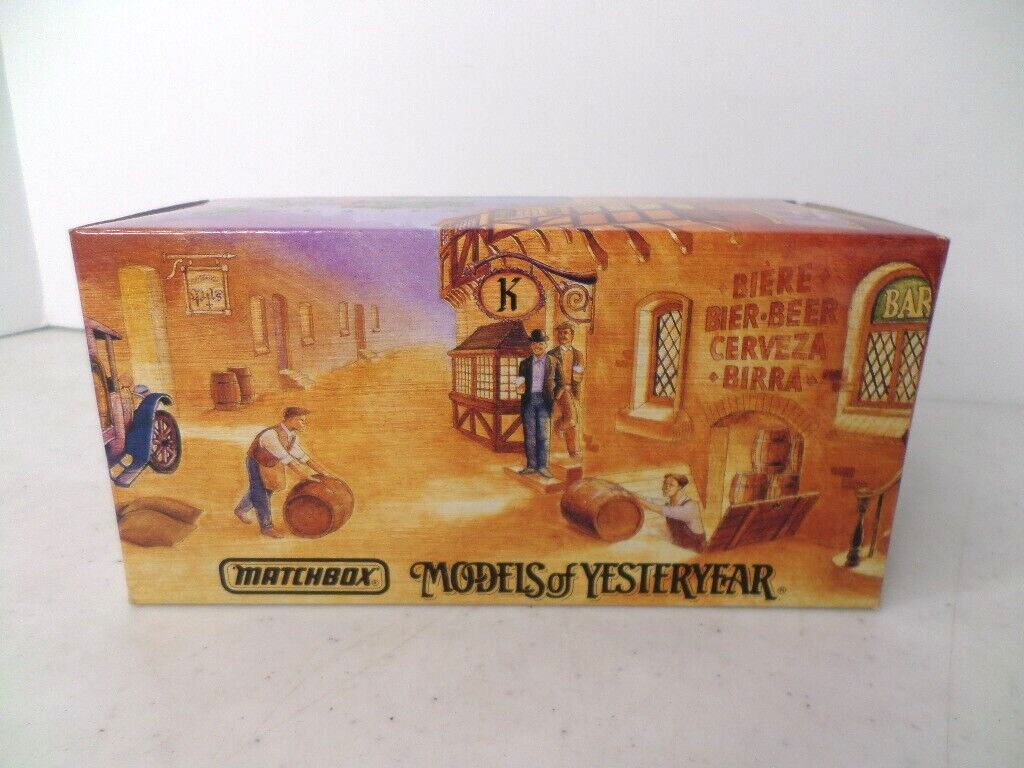 K
BIÈRE
BIER·BEER
CERVEZA
·BIRRA·
BAR
MATCHBOX®
MODELS of YESTERYEAR®